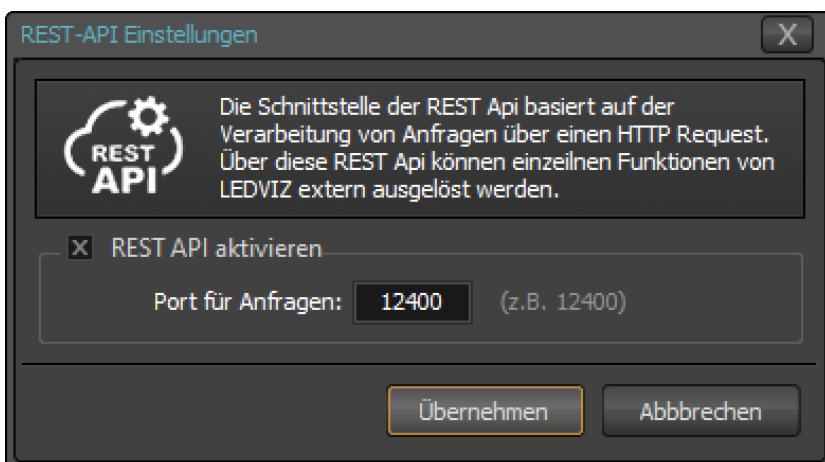 REST-API Einstellungen
X
REST
API
Die Schnittstelle der REST Api basiert auf der
Verarbeitung von Anfragen über einen HTTP Request.
Über diese REST Api können einzeilnen Funktionen von
LEDVIZ extern ausgelöst werden.
X REST API aktivieren
Port für Anfragen: 12400 (z.B. 12400)
Übernehmen Abbbrechen